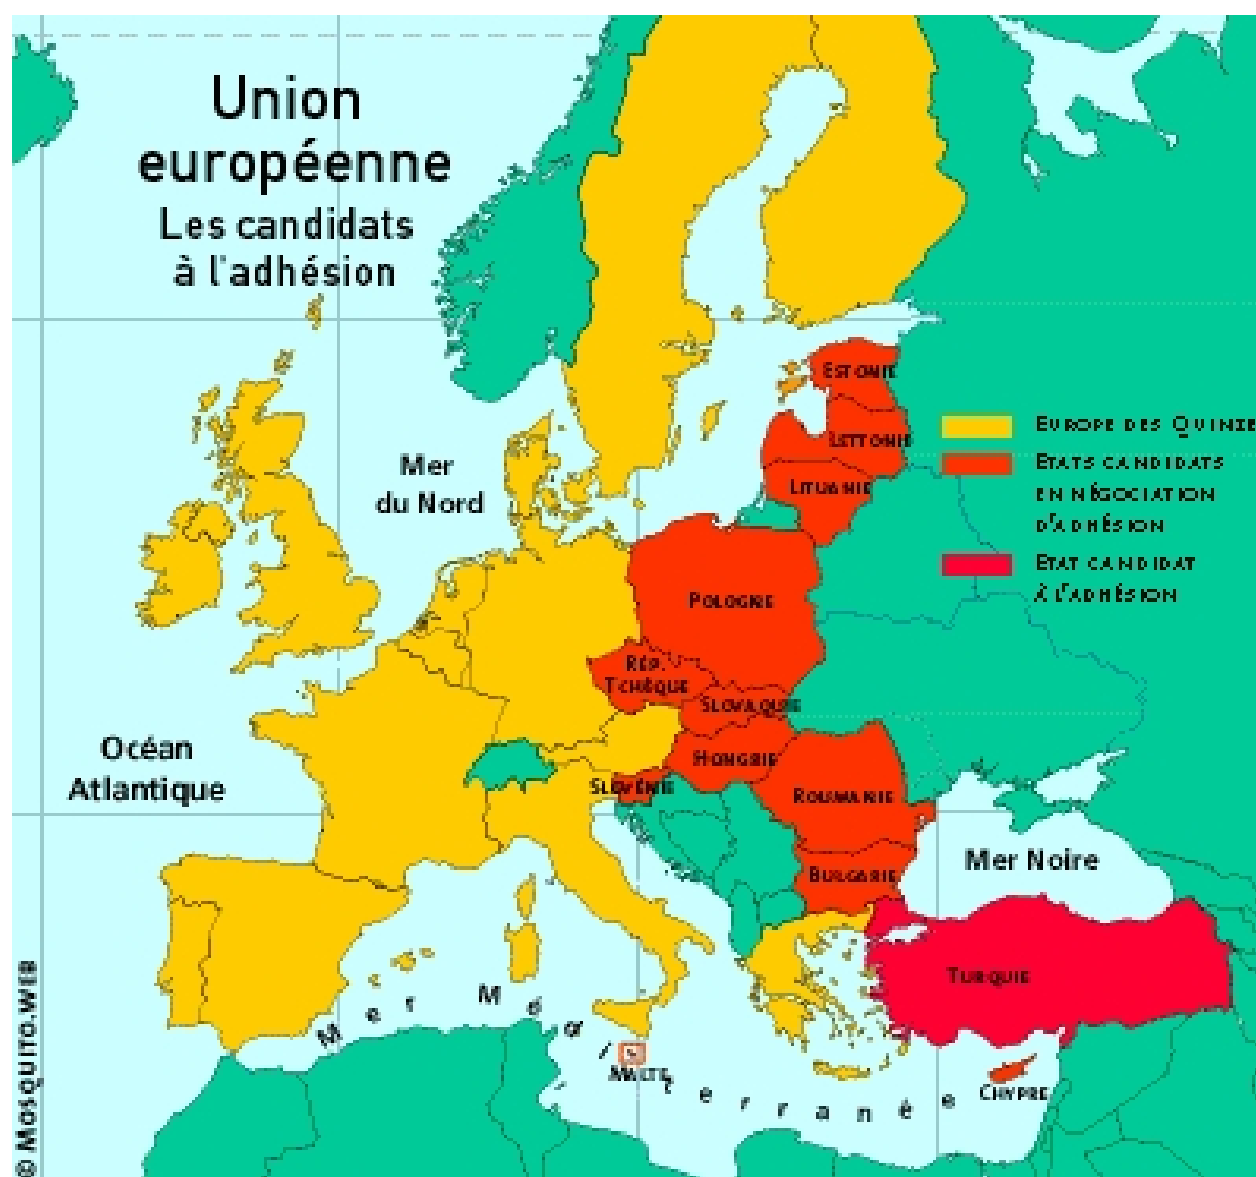 Union
européenne
Les candidats
à l'adhésion
Mer
du Nord
Océan
Atlantique
ESTONIE
LETTONIE
LITUANIE
POLOGNE
RÉP.
TCHÈQUE
SLOVAQUIE
HONGRIE
SLOVÉNIE
ROUMANIE
BULGARIE
Mer Noire
TURQUIE
Mer Méditerranée
MALTE
CHYPRE
EUROPE DES QUINZE
ETATS CANDIDATS
EN NÉGOCIATION
D'ADHÉSION
ETAT CANDIDAT
À L'ADHÉSION
© MOSQUITO.WEB